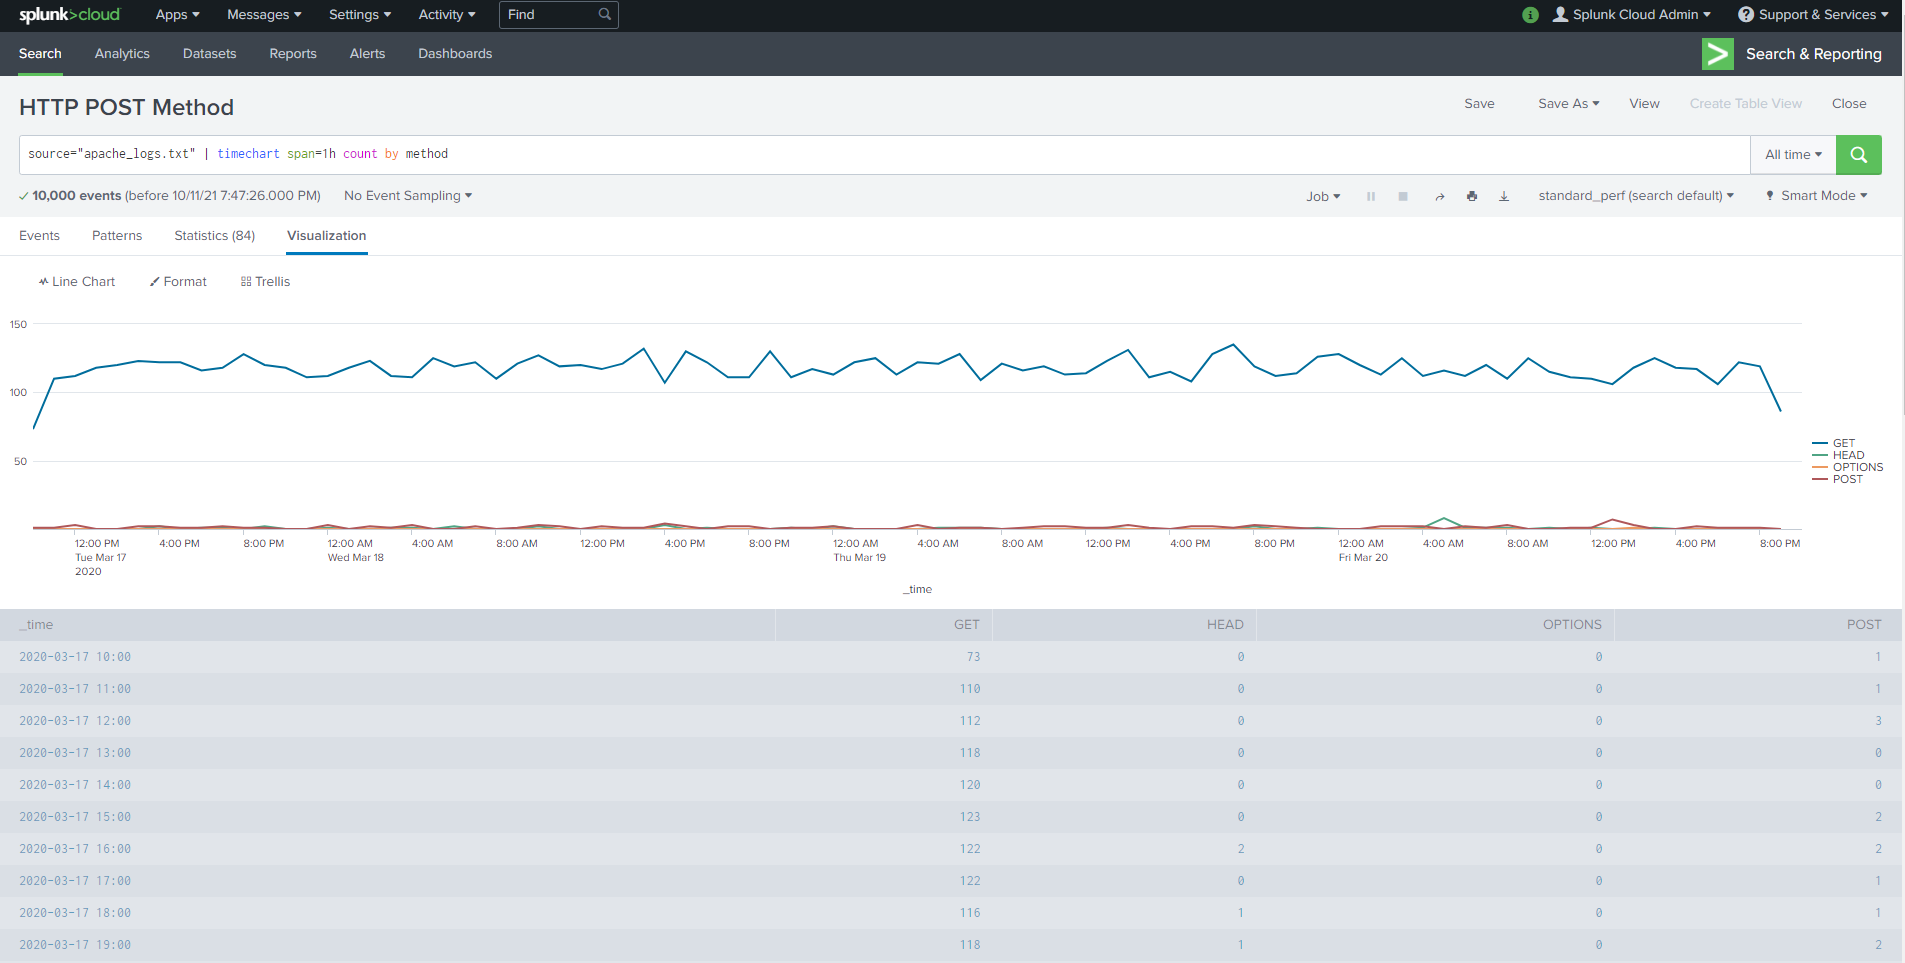 splunk>cloud Apps Messages Settings Activity Find i Splunk Cloud Admin ? Support & Services
Search Analytics Datasets Reports Alerts Dashboards > Search & Reporting
HTTP POST Method Save Save As View Create Table View Close
source="apache_logs.txt" | timechart span=1h count by method All time
10,000 events (before 10/11/21 7:47:26.000 PM) No Event Sampling Job standard_perf (search default) Smart Mode
Events Patterns Statistics (84) Visualization
Line Chart Format Trellis
150
100
50
GET
HEAD
OPTIONS
POST
12:00 PM 4:00 PM 8:00 PM 12:00 AM 4:00 AM 8:00 AM 12:00 PM 4:00 PM 8:00 PM 12:00 AM 4:00 AM 8:00 AM 12:00 PM 4:00 PM 8:00 PM 12:00 AM 4:00 AM 8:00 AM 12:00 PM 4:00 PM 8:00 PM
Tue Mar 17 Wed Mar 18 Thu Mar 19 Fri Mar 20
2020
_time
_time GET HEAD OPTIONS POST
2020-03-17 10:00 73 0 0 1
2020-03-17 11:00 110 0 0 1
2020-03-17 12:00 112 0 0 3
2020-03-17 13:00 118 0 0 0
2020-03-17 14:00 120 0 0 0
2020-03-17 15:00 123 0 0 2
2020-03-17 16:00 122 2 0 2
2020-03-17 17:00 122 0 0 1
2020-03-17 18:00 116 1 0 1
2020-03-17 19:00 118 1 0 2